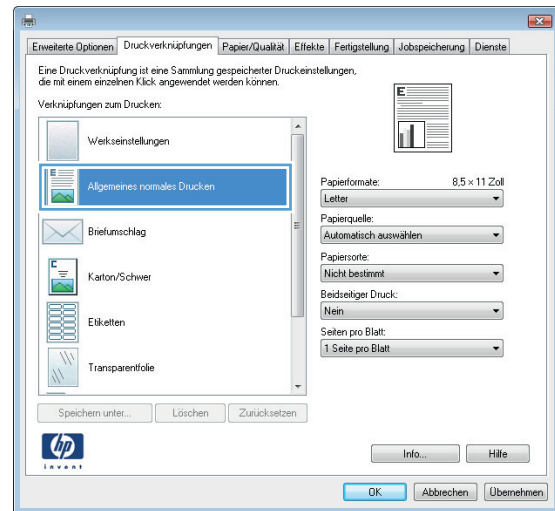 Erweiterte Optionen Druckverknüpfungen Papier/Qualität Effekte Fertigstellung Jobspeicherung Dienste
Eine Druckverknüpfung ist eine Sammlung gespeicherter Druckeinstellungen,
die mit einem einzelnen Klick angewendet werden können.
Verknüpfungen zum Drucken:
Werkseinstellungen
Allgemeines normales Drucken
Briefumschlag
Karton/Schwer
Etiketten
Transparentfolie
E
E
E
Papierformate: 8,5 × 11 Zoll
Letter
Papierquelle:
Automatisch auswählen
Papiersorte:
Nicht bestimmt
Beidseitiger Druck:
Nein
Seiten pro Blatt:
1 Seite pro Blatt
Speichern unter... Löschen Zurücksetzen
hp
invent
Info... Hilfe
OK Abbrechen Übernehmen